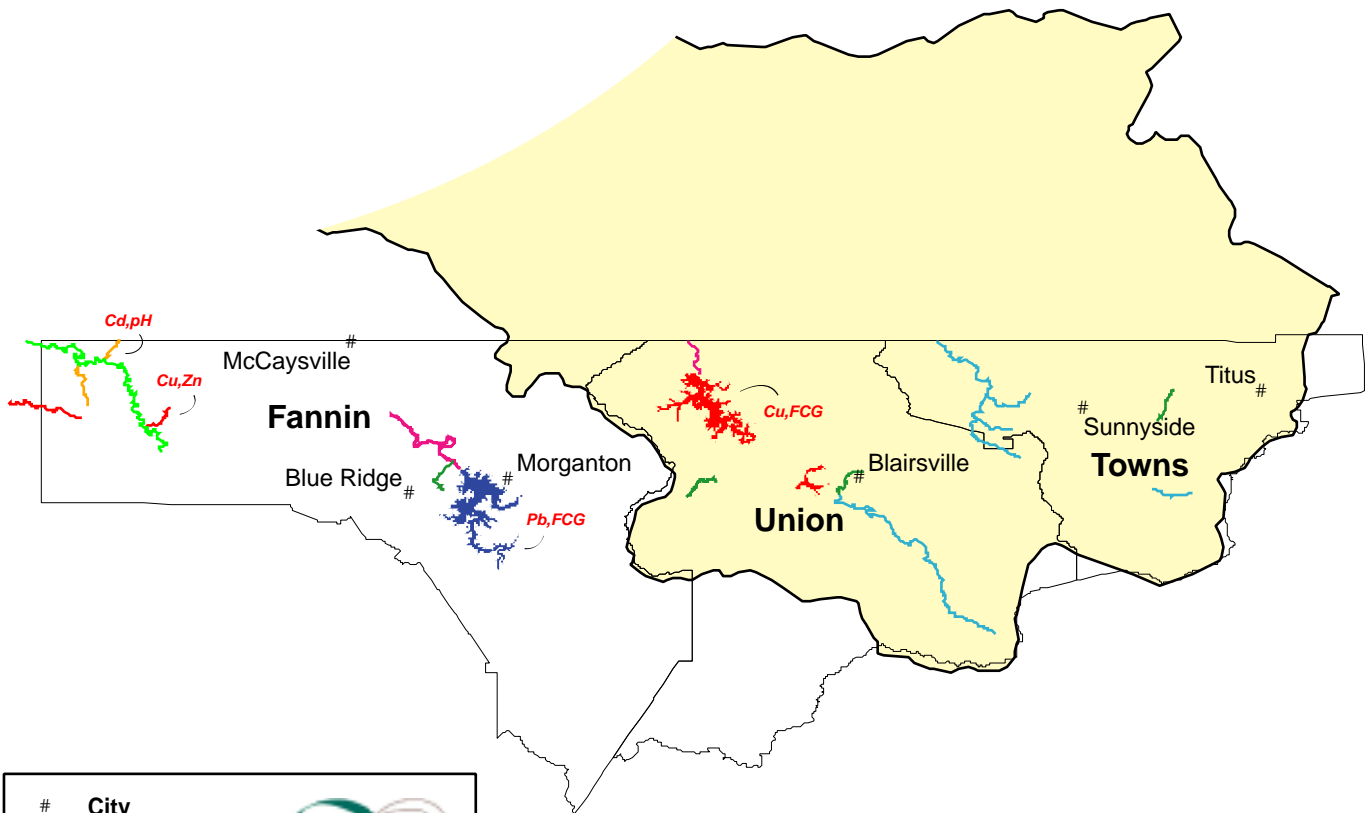 Cd,pH
McCaysville #
Cu,Zn
Titus #
Fannin
Cu,FCG
# Sunnyside
Blue Ridge #
# Morganton
# Blairsville
Towns
Pb,FCG
Union
# City